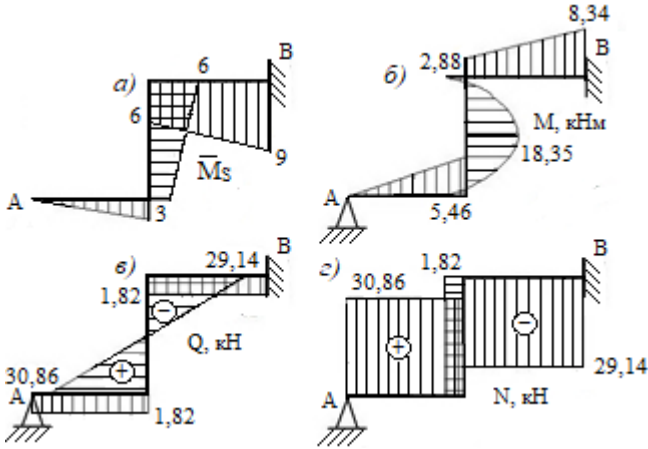 а)
6
B
6
M̄s
9
A
3
8,34
B
2,88
б)
M, кНм
18,35
A
5,46
в)
29,14
B
1,82
−
Q, кН
30,86
+
A
1,82
г)
1,82
B
30,86
−
+
29,14
A
N, кН